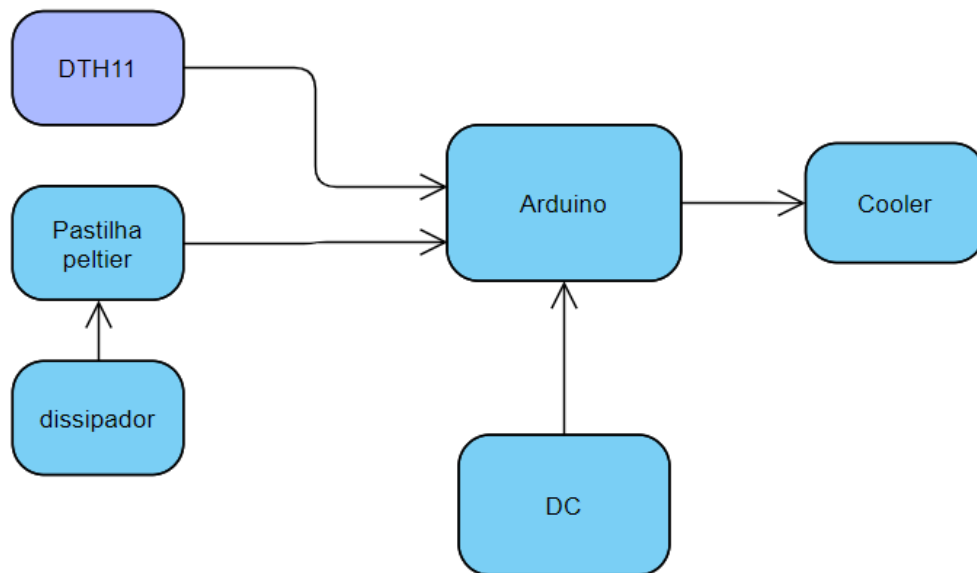 DTH11
Arduino
Cooler
Pastilha
peltier
dissipador
DC